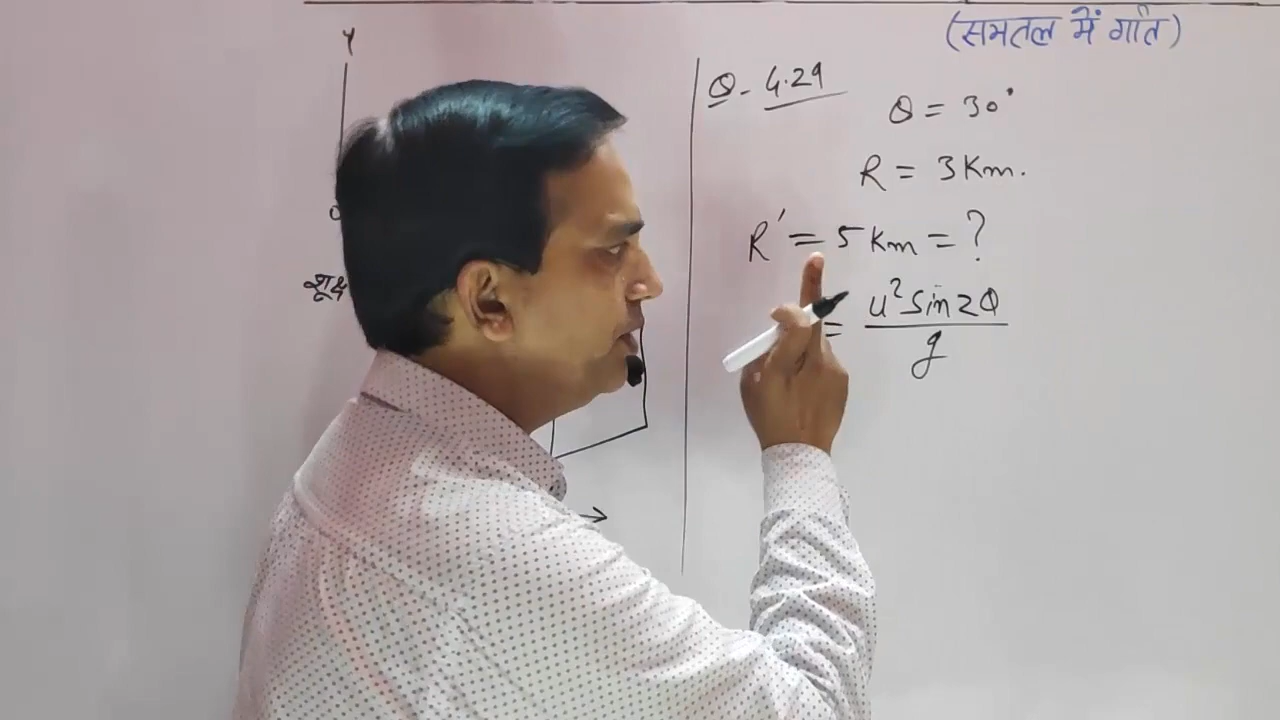 (समतल में गति)
Y
O
शूक्ष
Q - 4.29
θ = 30°
R = 3 Km.
R' = 5 Km = ?
= u² Sin 2θ / g